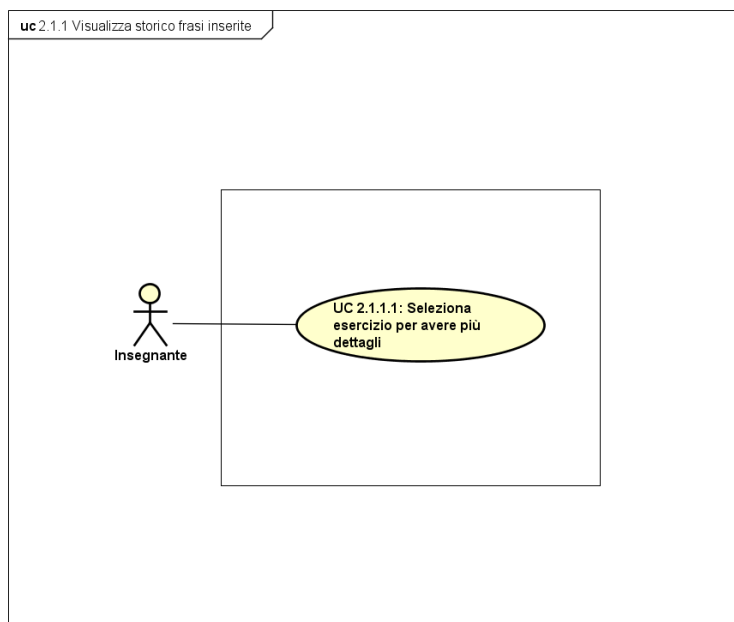 uc 2.1.1 Visualizza storico frasi inserite
UC 2.1.1.1: Seleziona
esercizio per avere più
dettagli
Insegnante